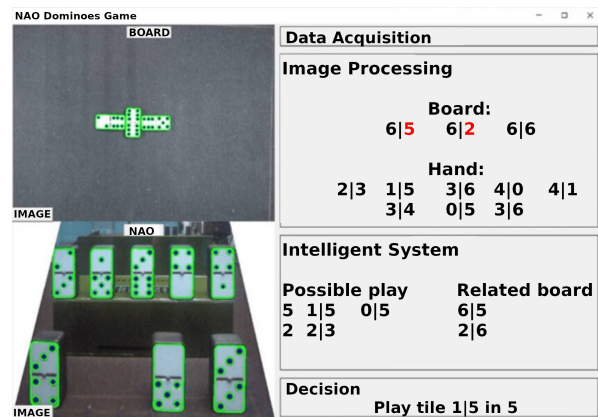 NAO Dominoes Game
BOARD
IMAGE
NAO
IMAGE
Data Acquisition
Image Processing
Board:
6|5 6|2 6|6
Hand:
2|3 1|5 3|6 4|0 4|1
3|4 0|5 3|6
Intelligent System
Possible play Related board
5 1|5 0|5 6|5
2 2|3 2|6
Decision
Play tile 1|5 in 5